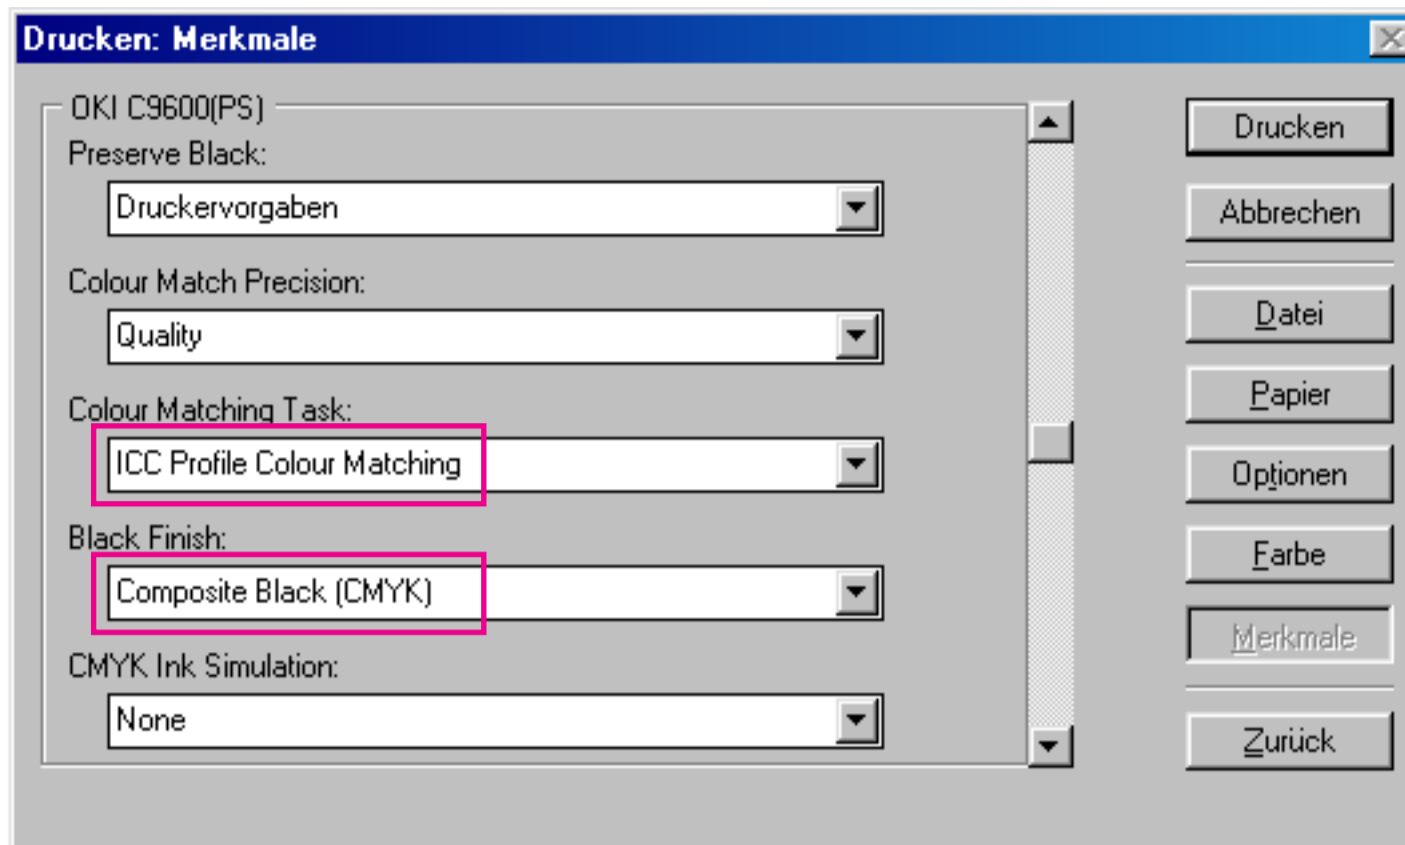 Drucken: Merkmale
OKI C9600(PS)
Preserve Black:
Druckervorgaben
Colour Match Precision:
Quality
Colour Matching Task:
ICC Profile Colour Matching
Black Finish:
Composite Black (CMYK)
CMYK Ink Simulation:
None
Drucken
Abbrechen
Datei
Papier
Optionen
Farbe
Merkmale
Zurück